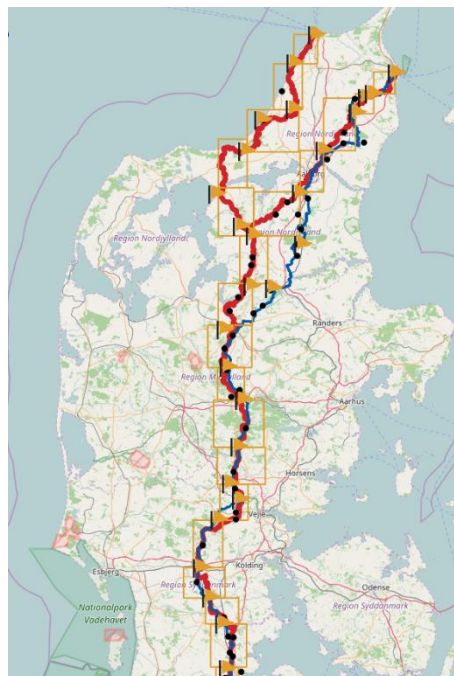 Region Nordjylland
Region Nordjylland
Region Nordjylland
Randers
Region Midtjylland
Aarhus
Horsens
Vejle
Esbjerg
Kolding
Region Syddanmark
Odense
Nationalpark
Vadehavet
Region Syddanmark